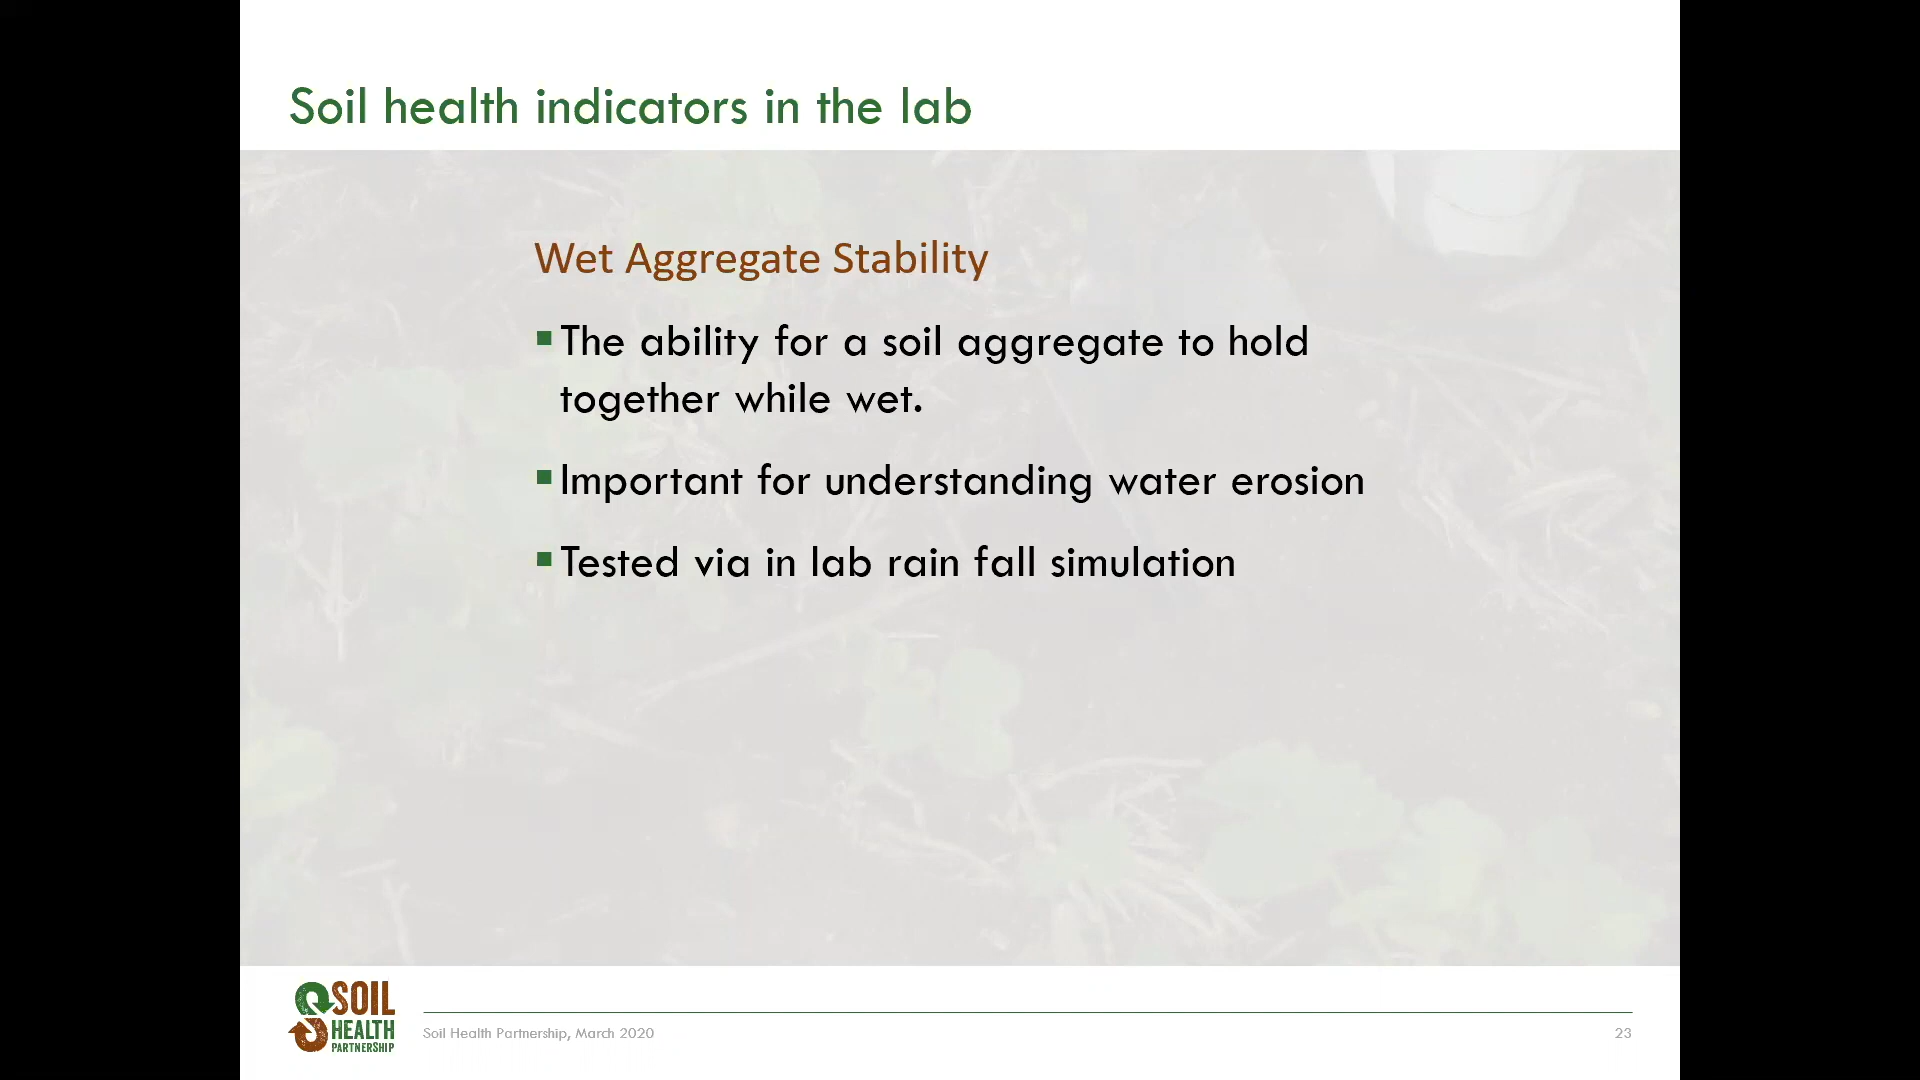 Soil health indicators in the lab
Wet Aggregate Stability
▪The ability for a soil aggregate to hold
together while wet.
▪Important for understanding water erosion
▪Tested via in lab rain fall simulation
SOIL
HEALTH
PARTNERSHIP
Soil Health Partnership, March 2020
23